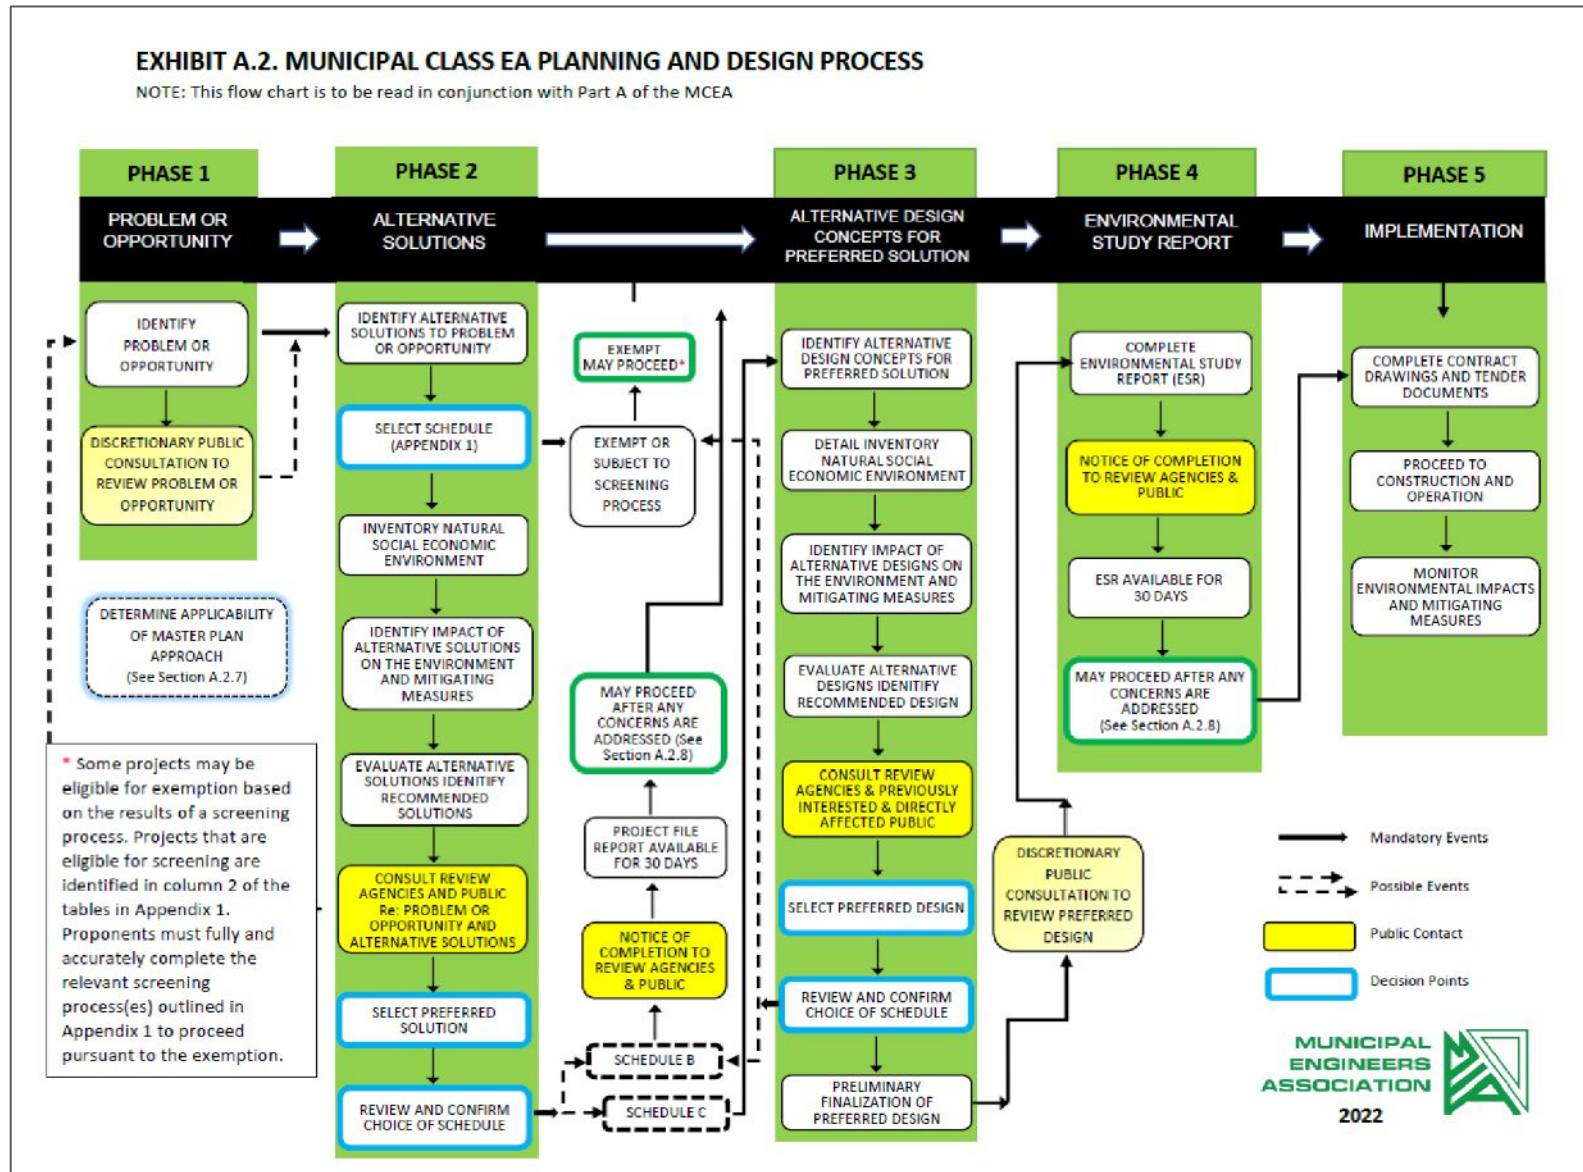 EXHIBIT A.2. MUNICIPAL CLASS EA PLANNING AND DESIGN PROCESS
NOTE: This flow chart is to be read in conjunction with Part A of the MCEA
PHASE 1
PROBLEM OR
OPPORTUNITY
IDENTIFY
PROBLEM OR
OPPORTUNITY
DISCRETIONARY PUBLIC
CONSULTATION TO
REVIEW PROBLEM OR
OPPORTUNITY
DETERMINE APPLICABILITY
OF MASTER PLAN
APPROACH
(See Section A.2.7)
* Some projects may be
eligible for exemption based
on the results of a screening
process. Projects that are
eligible for screening are
identified in column 2 of the
tables in Appendix 1.
Proponents must fully and
accurately complete the
relevant screening
process(es) outlined in
Appendix 1 to proceed
pursuant to the exemption.
PHASE 2
ALTERNATIVE
SOLUTIONS
IDENTIFY ALTERNATIVE
SOLUTIONS TO PROBLEM
OR OPPORTUNITY
SELECT SCHEDULE
(APPENDIX 1)
INVENTORY NATURAL
SOCIAL ECONOMIC
ENVIRONMENT
IDENTIFY IMPACT OF
ALTERNATIVE SOLUTIONS
ON THE ENVIRONMENT
AND MITIGATING
MEASURES
EVALUATE ALTERNATIVE
SOLUTIONS IDENITIFY
RECOMMENDED
SOLUTIONS
CONSULT REVIEW
AGENCIES AND PUBLIC
Re: PROBLEM OR
OPPORTUNITY AND
ALTERNATIVE SOLUTIONS
SELECT PREFERRED
SOLUTION
REVIEW AND CONFIRM
CHOICE OF SCHEDULE
EXEMPT
MAY PROCEED*
EXEMPT OR
SUBJECT TO
SCREENING
PROCESS
MAY PROCEED
AFTER ANY
CONCERNS ARE
ADDRESSED (See
Section A.2.8)
PROJECT FILE
REPORT AVAILABLE
FOR 30 DAYS
NOTICE OF
COMPLETION TO
REVIEW AGENCIES
& PUBLIC
SCHEDULE B
SCHEDULE C
PHASE 3
ALTERNATIVE DESIGN
CONCEPTS FOR
PREFERRED SOLUTION
IDENTIFY ALTERNATIVE
DESIGN CONCEPTS FOR
PREFERRED SOLUTION
DETAIL INVENTORY
NATURAL SOCIAL
ECONOMIC ENVIRONMENT
IDENTIFY IMPACT OF
ALTERNATIVE DESIGNS ON
THE ENVIRONMENT AND
MITIGATING MEASURES
EVALUATE ALTERNATIVE
DESIGNS IDENTIFY
RECOMMENDED DESIGN
CONSULT REVIEW
AGENCIES & PREVIOUSLY
INTERESTED & DIRECTLY
AFFECTED PUBLIC
SELECT PREFERRED DESIGN
REVIEW AND CONFIRM
CHOICE OF SCHEDULE
PRELIMINARY
FINALIZATION OF
PREFERRED DESIGN
DISCRETIONARY
PUBLIC
CONSULTATION TO
REVIEW PREFERRED
DESIGN
PHASE 4
ENVIRONMENTAL
STUDY REPORT
COMPLETE
ENVIRONMENTAL STUDY
REPORT (ESR)
NOTICE OF COMPLETION
TO REVIEW AGENCIES &
PUBLIC
ESR AVAILABLE FOR
30 DAYS
MAY PROCEED AFTER ANY
CONCERNS ARE
ADDRESSED
(See Section A.2.8)
PHASE 5
IMPLEMENTATION
COMPLETE CONTRACT
DRAWINGS AND TENDER
DOCUMENTS
PROCEED TO
CONSTRUCTION AND
OPERATION
MONITOR
ENVIRONMENTAL IMPACTS
AND MITIGATING
MEASURES
Mandatory Events
Possible Events
Public Contact
Decision Points
MUNICIPAL
ENGINEERS
ASSOCIATION
2022